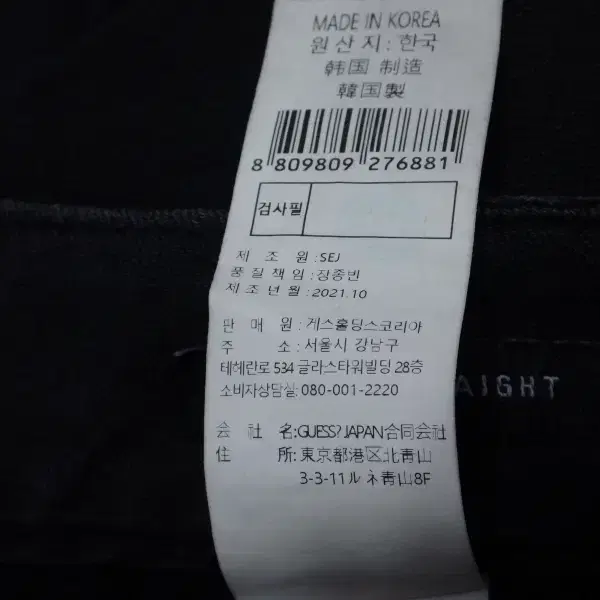 MADE IN KOREA
원 산 지 : 한국
韩国 制造
韓国製
8 809809 276881
검사필
제 조 원 : SEJ
품질책임 : 장종빈
제조년월 : 2021.10
판 매 원 : 게스홀딩스코리아
주 소 : 서울시 강남구
테헤란로 534 글라스타워빌딩 28층
소비자상담실: 080-001-2220
AIGHT
会 社 名:GUESS? JAPAN合同会社
住 所: 東京都港区北青山
3-3-11ルネ青山8F